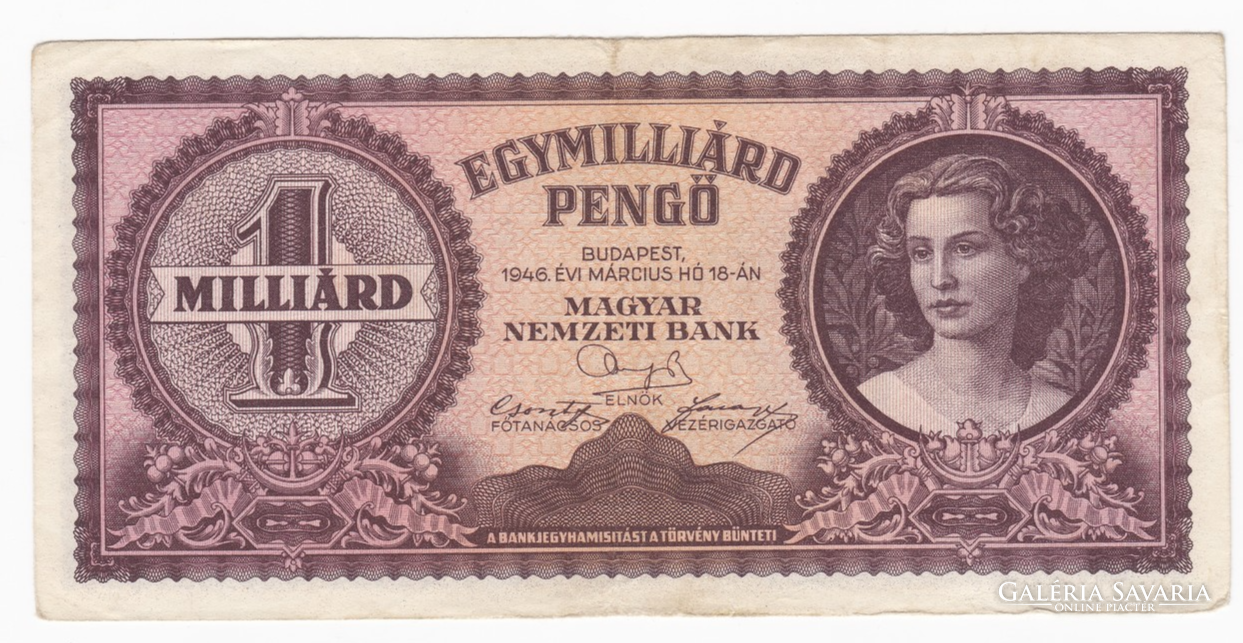 EGYMILLIÁRD
PENGŐ
1
MILLIÁRD
BUDAPEST,
1946. ÉVI MÁRCIUS HÓ 18-ÁN
MAGYAR
NEMZETI BANK
ELNÖK
FŐTANÁCSOS VEZÉRIGAZGATÓ
A BANKJEGYHAMISITÁST A TÖRVÉNY BÜNTETI
GALÉRIA SAVARIA
ONLINE PIACTÉR